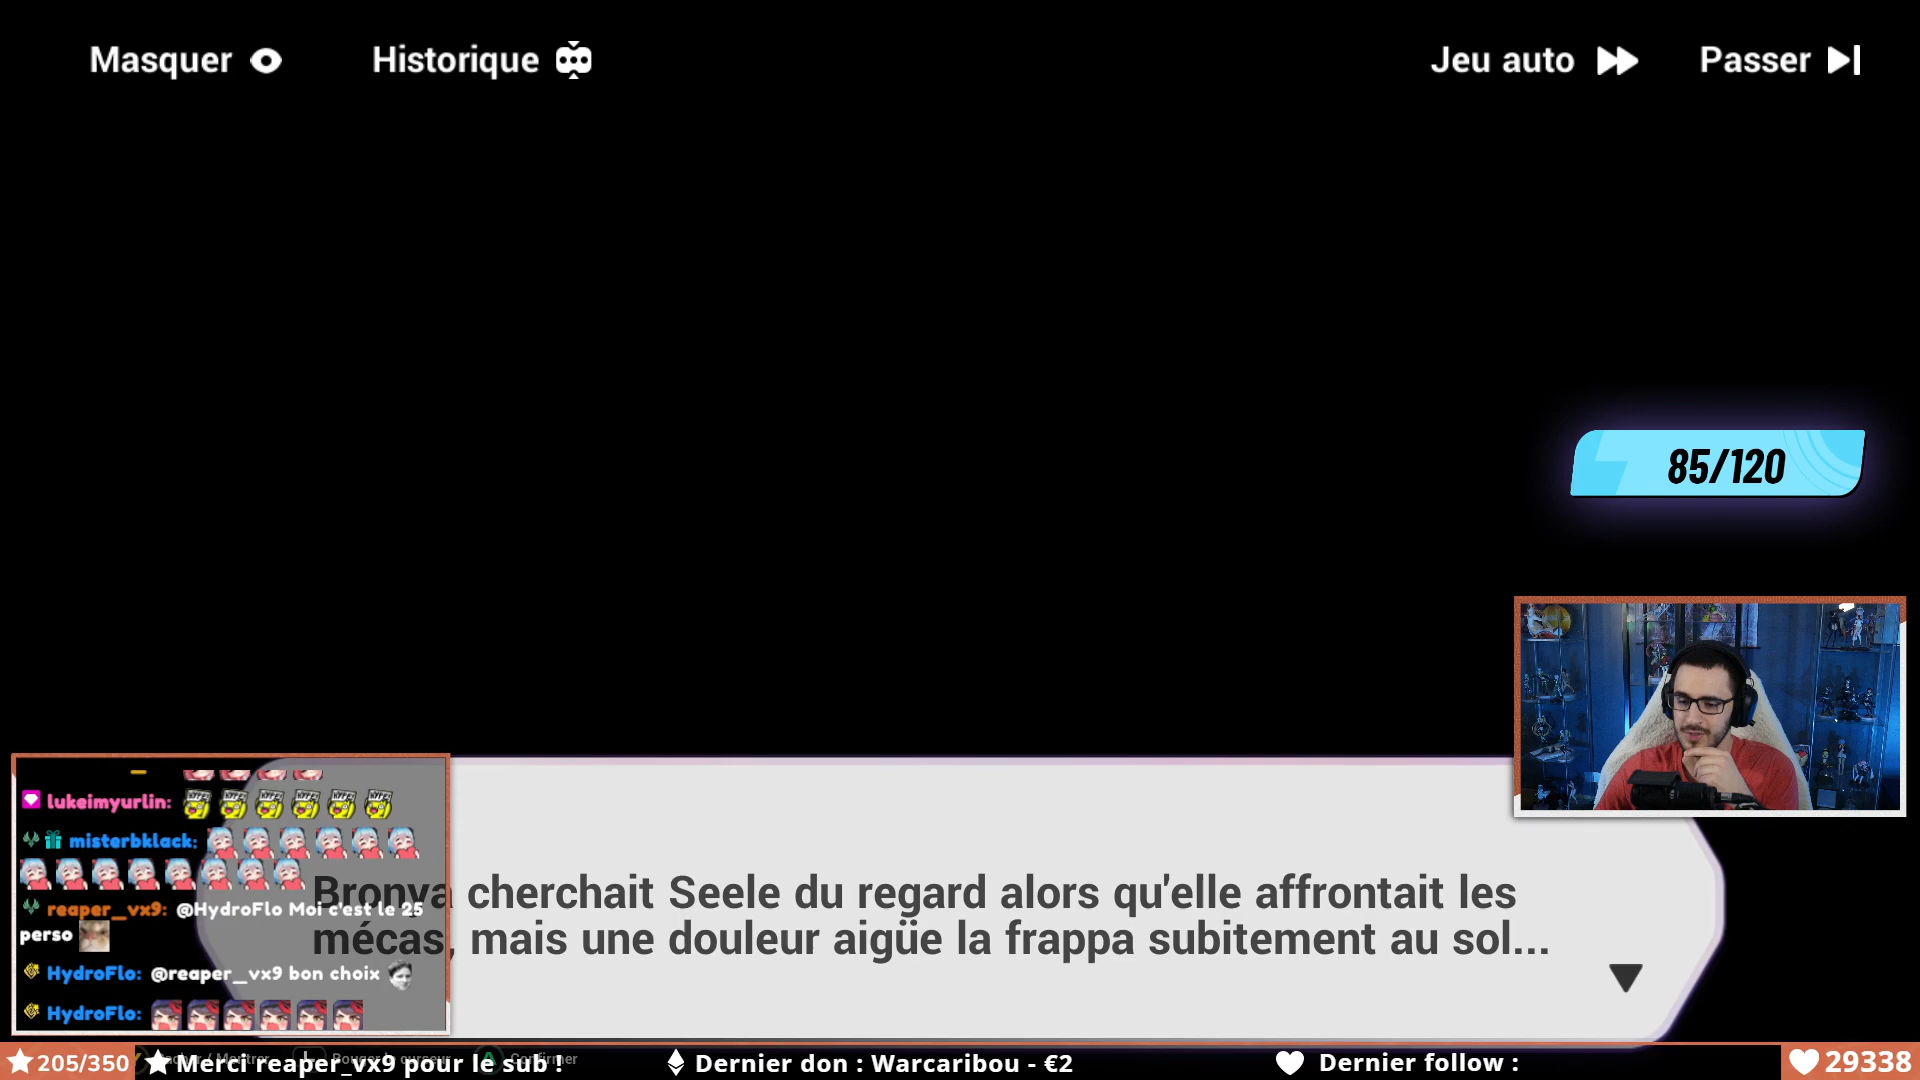 Masquer
Historique
Jeu auto
Passer
85/120
lukeimyurlin:
misterbklack:
reaper_vx9: @HydroFlo Moi c'est le 25
perso
HydroFlo: @reaper_vx9 bon choix
HydroFlo:
Bronya cherchait Seele du regard alors qu'elle affrontait les
mécas, mais une douleur aigüe la frappa subitement au sol...
205/350
Merci reaper_vx9 pour le sub !
Dernier don : Warcaribou - €2
Dernier follow :
29338